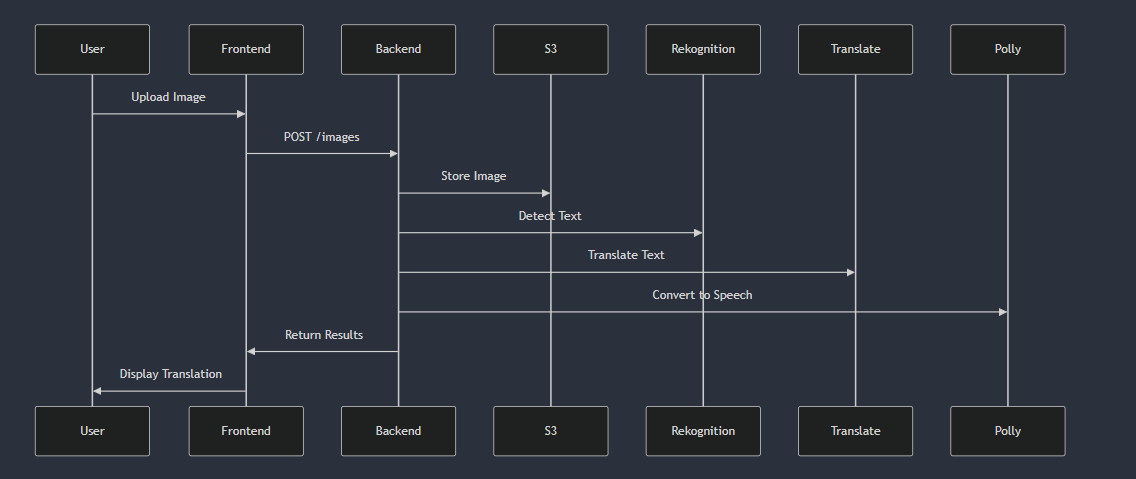 User Frontend Backend S3 Rekognition Translate Polly
Upload Image
POST /images
Store Image
Detect Text
Translate Text
Convert to Speech
Return Results
Display Translation
User Frontend Backend S3 Rekognition Translate Polly